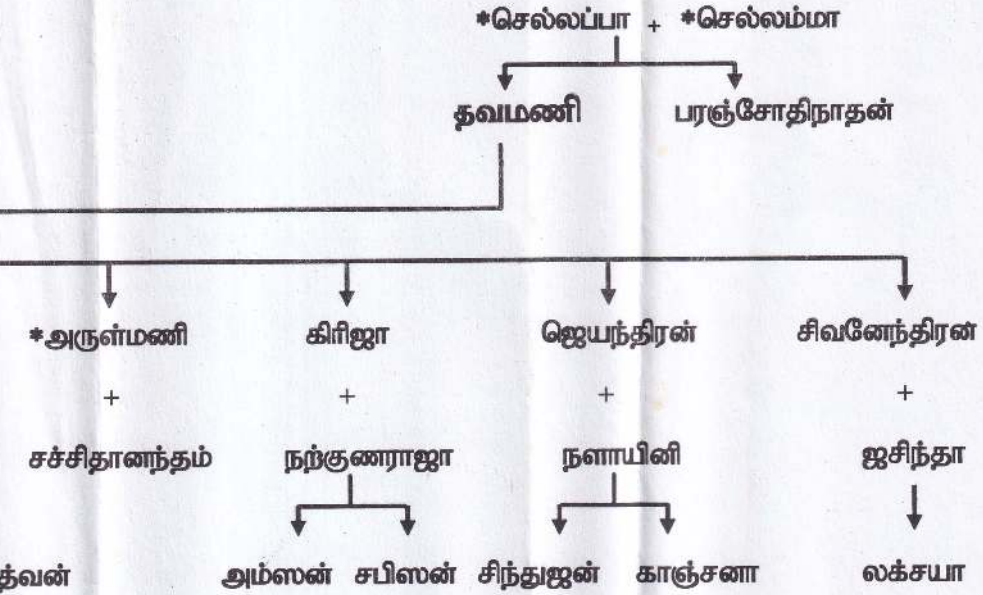 *செல்லப்பா + *செல்லம்மா
தவமணி பரஞ்சோதிநாதன்
*அருள்மணி கிரிஜா ஜெயந்திரன் சிவனேந்திரன்
+ + + +
சச்சிதானந்தம் நற்குணராஜா நளாயினி ஜசிந்தா
த்வன் அம்ஸன் சபிஸன் சிந்துஜன் காஞ்சனா லக்சயா